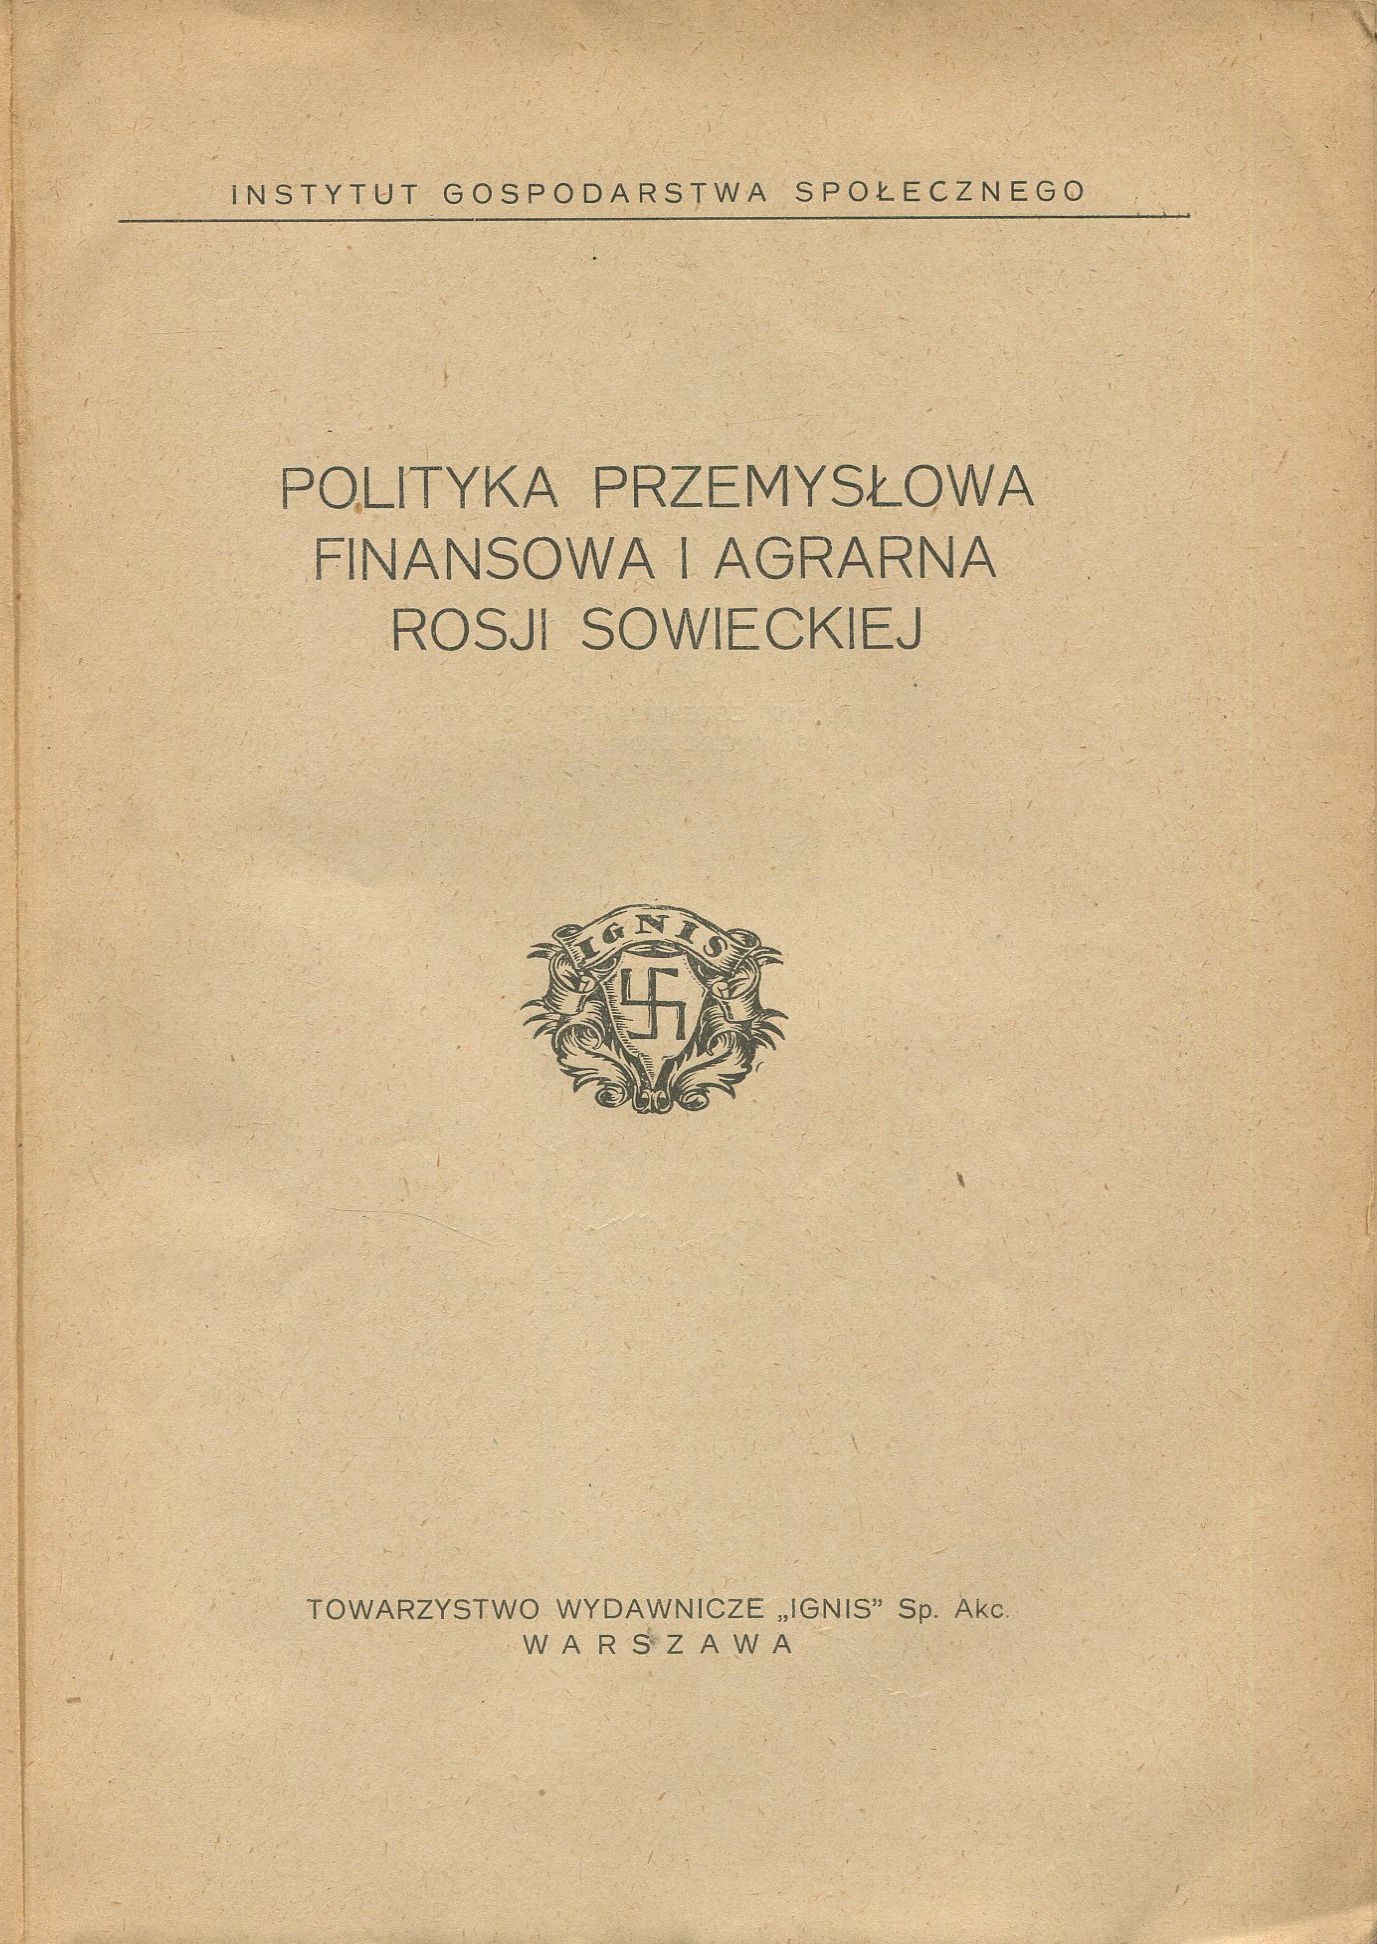 INSTYTUT GOSPODARSTWA SPOŁECZNEGO
POLITYKA PRZEMYSŁOWA
FINANSOWA I AGRARNA
ROSJI SOWIECKIEJ
IGNIS
TOWARZYSTWO WYDAWNICZE „IGNIS” Sp. Akc.
WARSZAWA